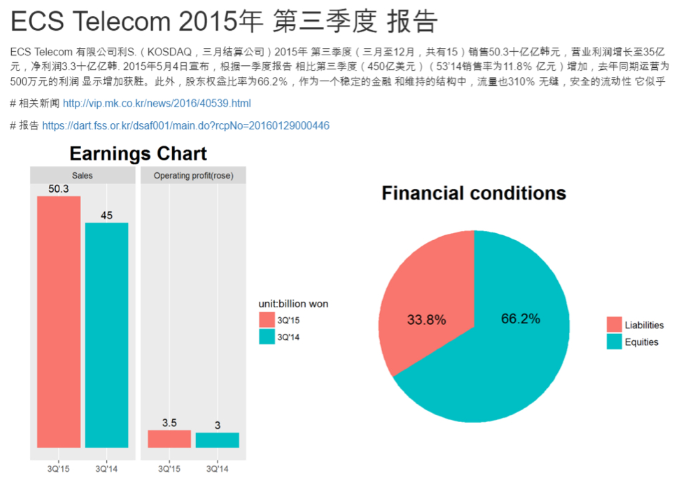 ECS Telecom 2015年 第三季度 报告
ECS Telecom 有限公司利S.（KOSDAQ，三月结算公司）2015年 第三季度（三月至12月，共有15）销售50.3十亿亿韩元，营业利润增长至35亿
元，净利润3.3十亿亿韩. 2015年5月4日宣布，根据一季度报告 相比第三季度（450亿美元）（53'14销售率为11.8% 亿元）增加，去年同期运营为
500万元的利润 显示增加获胜。此外，股东权益比率为66.2%，作为一个稳定的金融 和维持的结构中，流量也310% 无缝，安全的流动性 它似乎
# 相关新闻 http://vip.mk.co.kr/news/2016/40539.html
# 报告 https://dart.fss.or.kr/dsaf001/main.do?rcpNo=20160129000446
Earnings Chart
Sales
Operating profit(rose)
50.3
45
3.5
3
3Q'15
3Q'14
3Q'15
3Q'14
unit:billion won
3Q'15
3Q'14
Financial conditions
33.8%
66.2%
Liabilities
Equities